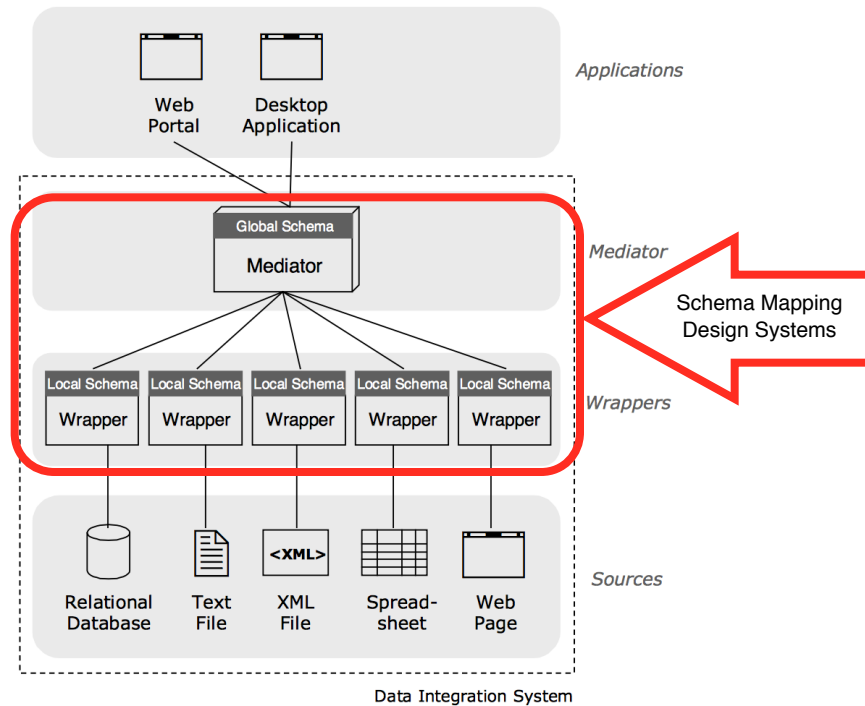 Applications
Web
Portal
Desktop
Application
Global Schema
Mediator
Mediator
Schema Mapping
Design Systems
Local Schema
Wrapper
Local Schema
Wrapper
Local Schema
Wrapper
Local Schema
Wrapper
Local Schema
Wrapper
Wrappers
<XML>
Relational
Database
Text
File
XML
File
Spread-
sheet
Web
Page
Sources
Data Integration System